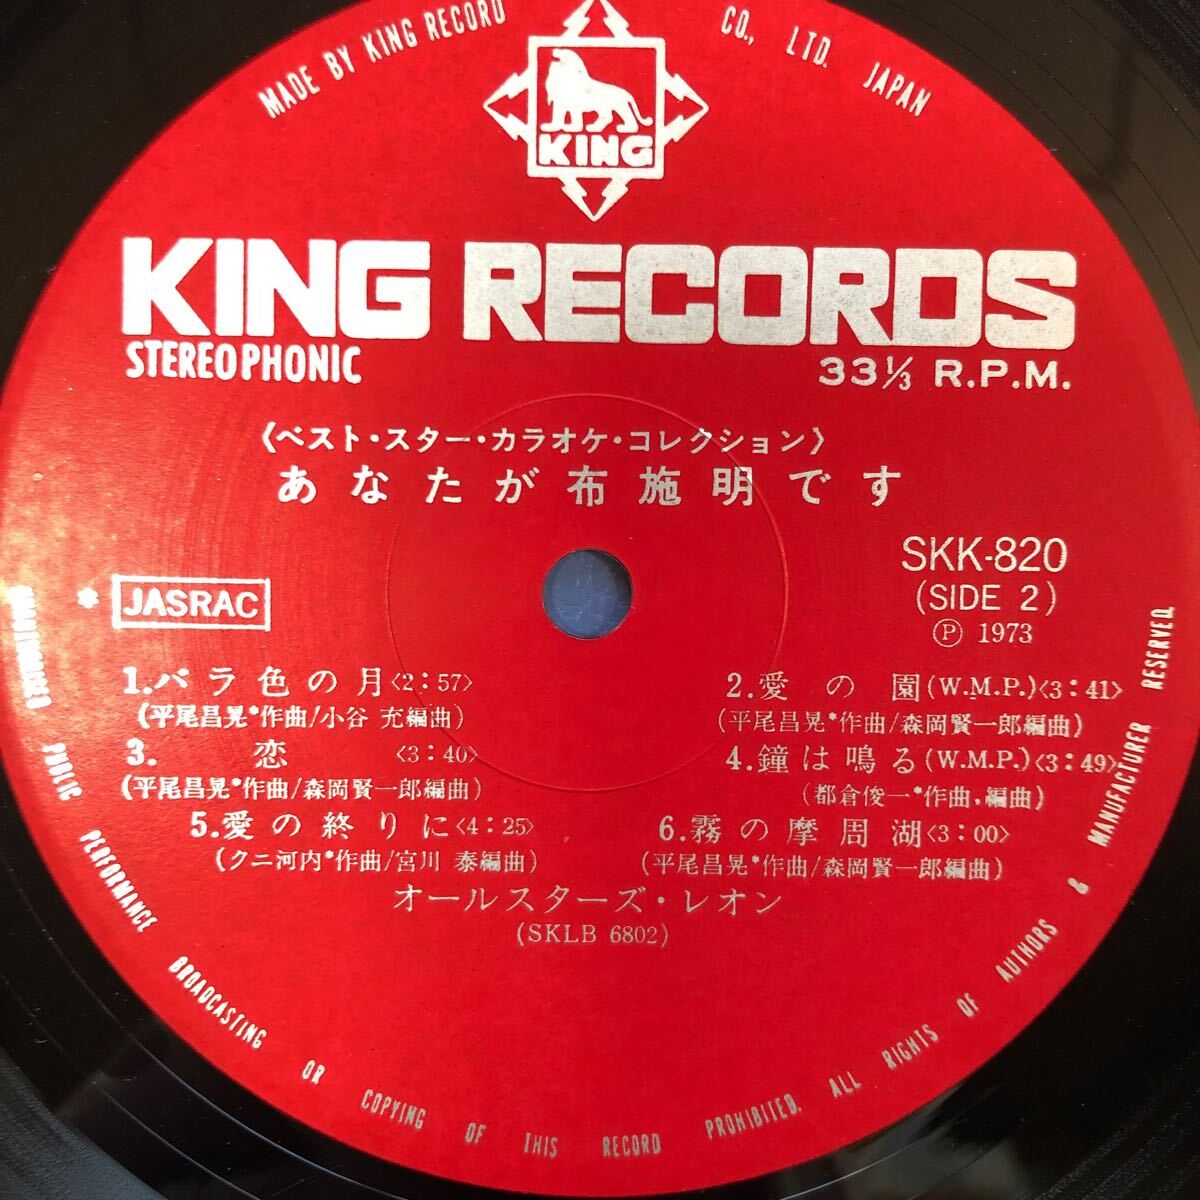 MADE BY KING RECORD CO., LTD. JAPAN
KING
KING RECORDS
STEREOPHONIC
33⅓ R.P.M.
〈ベスト・スター・カラオケ・コレクション〉
あなたが布施明です
SKK-820
(SIDE 2)
Ⓟ 1973
* JASRAC
1.バラ色の月〈2:57〉
(平尾昌晃*作曲/小谷 充編曲)
2.愛の園(W.M.P.)〈3:41〉
(平尾昌晃*作曲/森岡賢一郎編曲)
3. 恋 〈3:40〉
(平尾昌晃*作曲/森岡賢一郎編曲)
4.鐘は鳴る(W.M.P.)〈3:49〉
(都倉俊一*作曲,編曲)
5.愛の終りに〈4:25〉
(クニ河内*作曲/宮川 泰編曲)
6.霧の摩周湖〈3:00〉
(平尾昌晃*作曲/森岡賢一郎編曲)
オールスターズ・レオン
(SKLB 6802)
PUBLIC PERFORMANCE BROADCASTING OR COPYING OF THIS RECORD PROHIBITED. ALL RIGHTS OF AUTHORS & MANUFACTURER RESERVED.